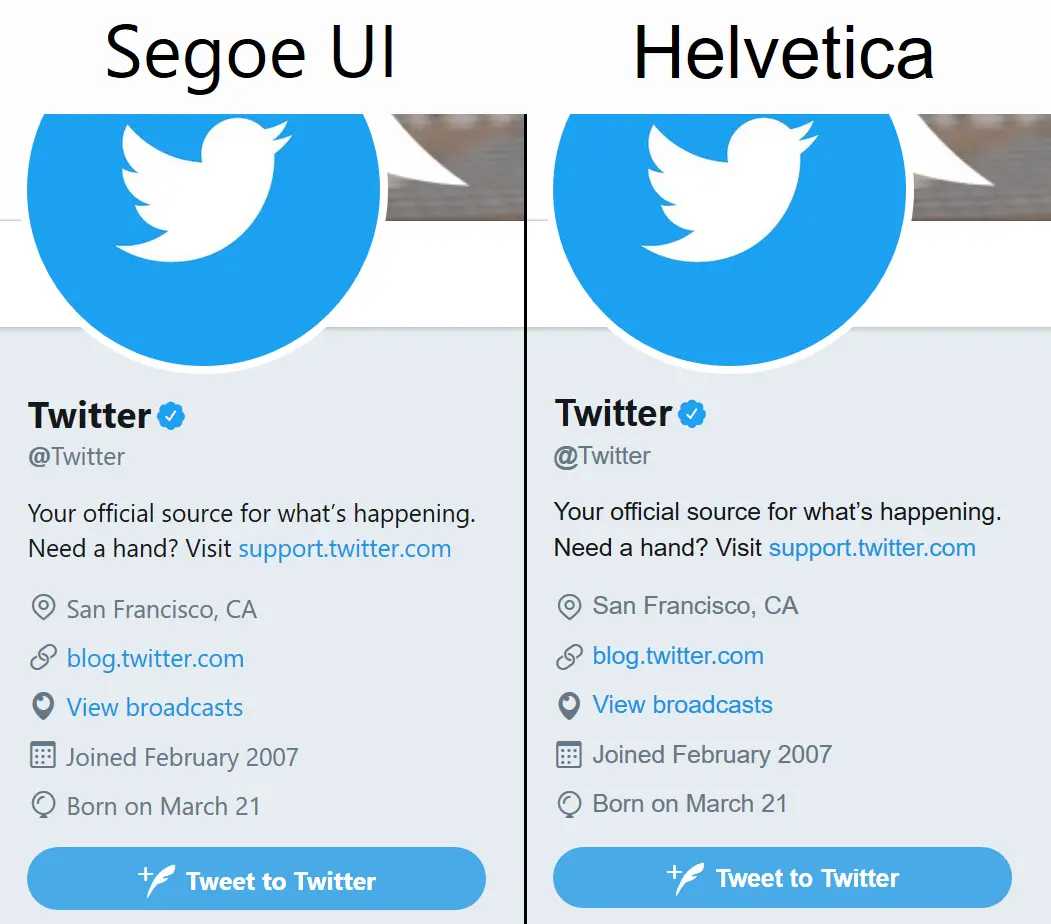 Segoe UI
Twitter
@Twitter
Your official source for what’s happening.
Need a hand? Visit support.twitter.com
San Francisco, CA
blog.twitter.com
View broadcasts
Joined February 2007
Born on March 21
Tweet to Twitter
Helvetica
Twitter
@Twitter
Your official source for what’s happening.
Need a hand? Visit support.twitter.com
San Francisco, CA
blog.twitter.com
View broadcasts
Joined February 2007
Born on March 21
Tweet to Twitter